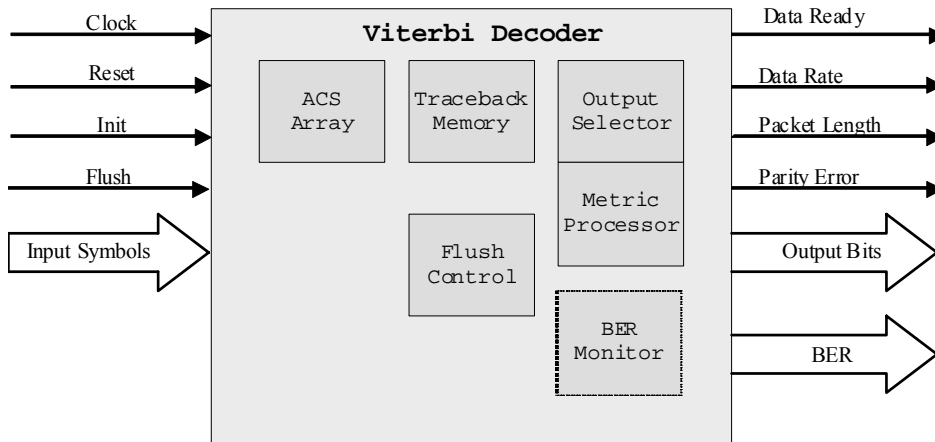 Clock
Reset
Init
Flush
Input Symbols
Viterbi Decoder
ACS
Array
Traceback
Memory
Output
Selector
Metric
Processor
Flush
Control
BER
Monitor
Data Ready
Data Rate
Packet Length
Parity Error
Output Bits
BER